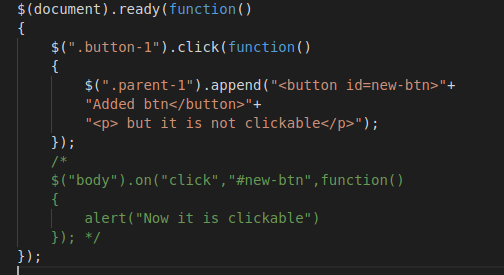 $(document).ready(function()
{
$(".button-1").click(function()
{
$(".parent-1").append("<button id=new-btn>"+
"Added btn</button>"+
"<p> but it is not clickable</p>");
});
/*
$("body").on("click","#new-btn",function()
{
alert("Now it is clickable")
}); */
});